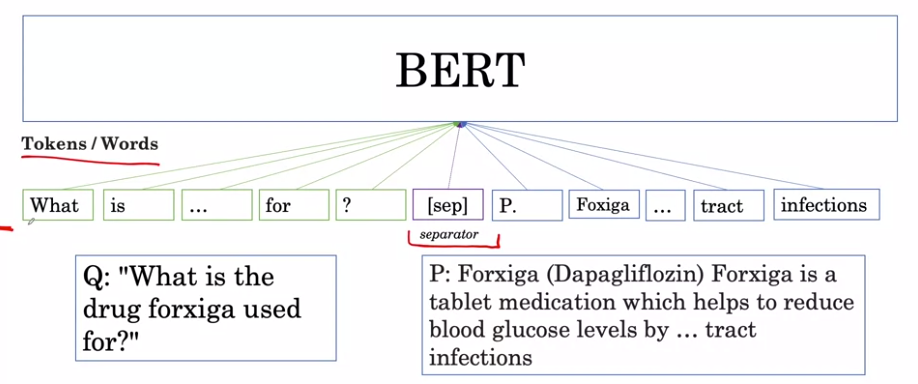 BERT
Tokens / Words
What is ... for ? [sep] P. Foxiga ... tract infections
separator
Q: "What is the
drug forxiga used
for?"
P: Forxiga (Dapagliflozin) Forxiga is a
tablet medication which helps to reduce
blood glucose levels by ... tract
infections